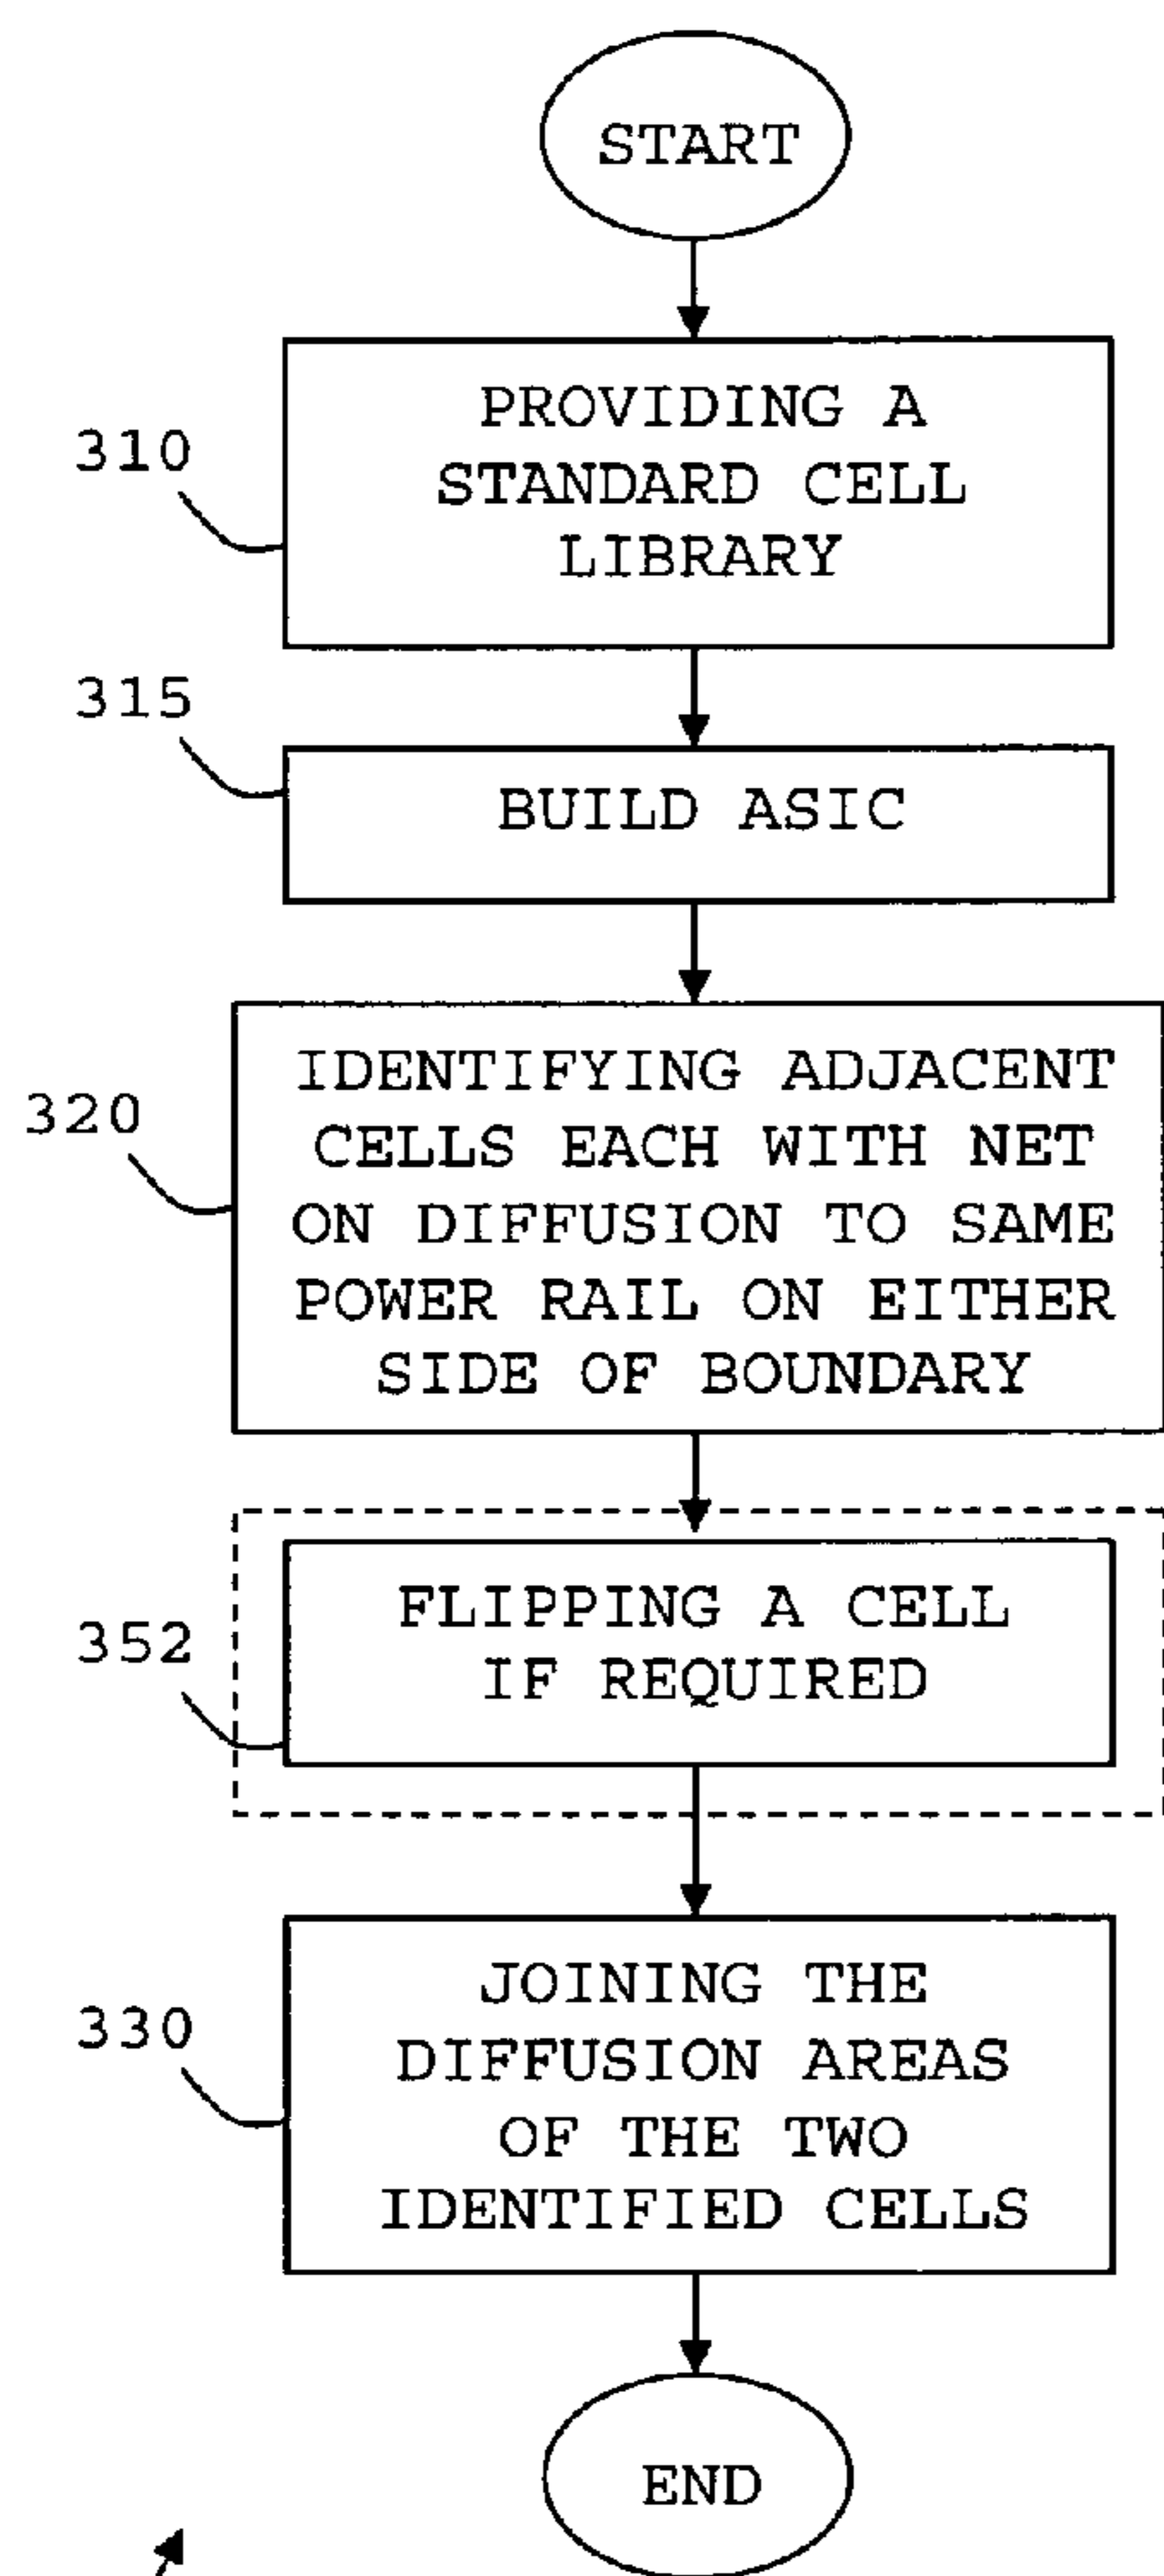 START
310
PROVIDING A
STANDARD CELL
LIBRARY
315
BUILD ASIC
320
IDENTIFYING ADJACENT
CELLS EACH WITH NET
ON DIFFUSION TO SAME
POWER RAIL ON EITHER
SIDE OF BOUNDARY
352
FLIPPING A CELL
IF REQUIRED
330
JOINING THE
DIFFUSION AREAS
OF THE TWO
IDENTIFIED CELLS
END